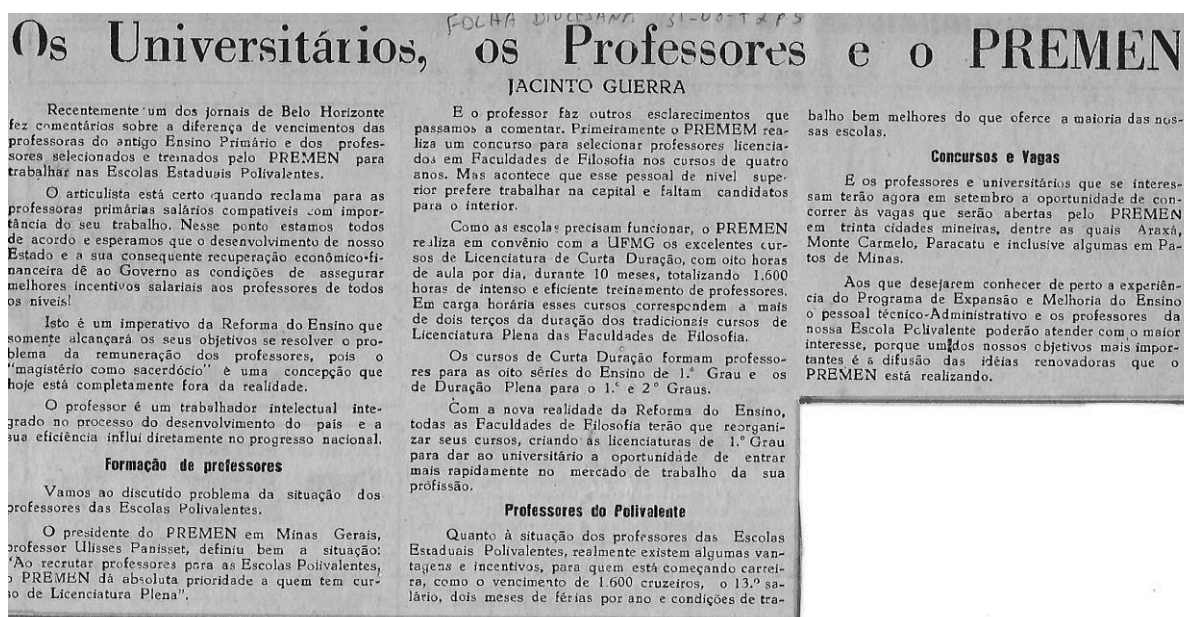 FOLHA DIOCESANA 31-
Os Universitários, os Professores e o PREMEN
JACINTO GUERRA
Recentemente um dos jornais de Belo Horizonte
fez comentários sobre a diferença de vencimentos das
professoras do antigo Ensino Primário e dos profes-
sores selecionados e treinados pelo PREMEN para
trabalhar nas Escolas Estaduais Polivalentes.
O articulista está certo quando reclama para as
professoras primárias salários compatíveis com impor-
tância do seu trabalho. Nesse ponto estamos todos
de acordo e esperamos que o desenvolvimento de nosso
Estado e a sua consequente recuperação econômico-fi-
nanceira dê ao Governo as condições de assegurar
melhores incentivos salariais aos professores de todos
os níveis!
Isto é um imperativo da Reforma do Ensino que
somente alcançará os seus objetivos se resolver o pro-
blema da remuneração dos professores, pois o
"magistério como sacerdócio" é uma concepção que
hoje está completamente fora da realidade.
O professor é um trabalhador intelectual inte-
grado no processo do desenvolvimento do país e a
sua eficiência influi diretamente no progresso nacional.
Formação de professores
Vamos ao discutido problema da situação dos
professores das Escolas Polivalentes.
O presidente do PREMEN em Minas Gerais,
professor Ulisses Panisset, definiu bem a situação:
"Ao recrutar professores para as Escolas Polivalentes,
o PREMEN dá absoluta prioridade a quem tem cur-
so de Licenciatura Plena".
E o professor faz outros esclarecimentos que
passamos a comentar. Primeiramente o PREMEM rea-
liza um concurso para selecionar professores licencia-
dos em Faculdades de Filosofia nos cursos de quatro
anos. Mas acontece que esse pessoal de nível supe-
rior prefere trabalhar na capital e faltam candidatos
para o interior.
Como as escolas precisam funcionar, o PREMEN
realiza em convênio com a UFMG os excelentes cur-
sos de Licenciatura de Curta Duração, com oito horas
de aula por dia, durante 10 meses, totalizando 1.600
horas de intenso e eficiente treinamento de professores.
Em carga horária esses cursos correspondem a mais
de dois terços da duração dos tradicionais cursos de
Licenciatura Plena das Faculdades de Filosofia.
Os cursos de Curta Duração formam professo-
res para as oito séries do Ensino de 1.º Grau e os
de Duração Plena para o 1.º e 2º Graus.
Com a nova realidade da Reforma do Ensino,
todas as Faculdades de Filosofia terão que reorgani-
zar seus cursos, criando as licenciaturas de 1.º Grau
para dar ao universitário a oportunidade de entrar
mais rapidamente no mercado de trabalho da sua
profissão.
Professores do Polivalente
Quanto à situação dos professores das Escolas
Estaduais Polivalentes, realmente existem algumas van-
tagens e incentivos, para quem está começando carrei-
ra, como o vencimento de 1.600 cruzeiros, o 13.º sa-
lário, dois meses de férias por ano e condições de tra-
balho bem melhores do que oferce a maioria das nos-
sas escolas.
Concursos e Vagas
E os professores e universitários que se interes-
sam terão agora em setembro a oportunidade de con-
correr às vagas que serão abertas pelo PREMEN
em trinta cidades mineiras, dentre as quais Araxá,
Monte Carmelo, Paracatu e inclusive algumas em Pa-
tos de Minas.
Aos que desejarem conhecer de perto a experiên-
cia do Programa de Expansão e Melhoria do Ensino
o pessoal técnico-Administrativo e os professores da
nossa Escola Polivalente poderão atender com o maior
interesse, porque um dos nossos objetivos mais impor-
tantes é a difusão das idéias renovadoras que o
PREMEN está realizando.